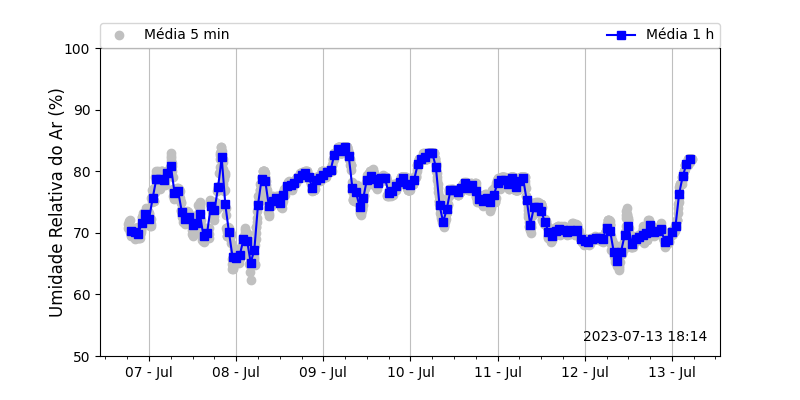 Média 5 min
Média 1 h
Umidade Relativa do Ar (%)
100
90
80
70
60
50
2023-07-13 18:14
07 - Jul
08 - Jul
09 - Jul
10 - Jul
11 - Jul
12 - Jul
13 - Jul